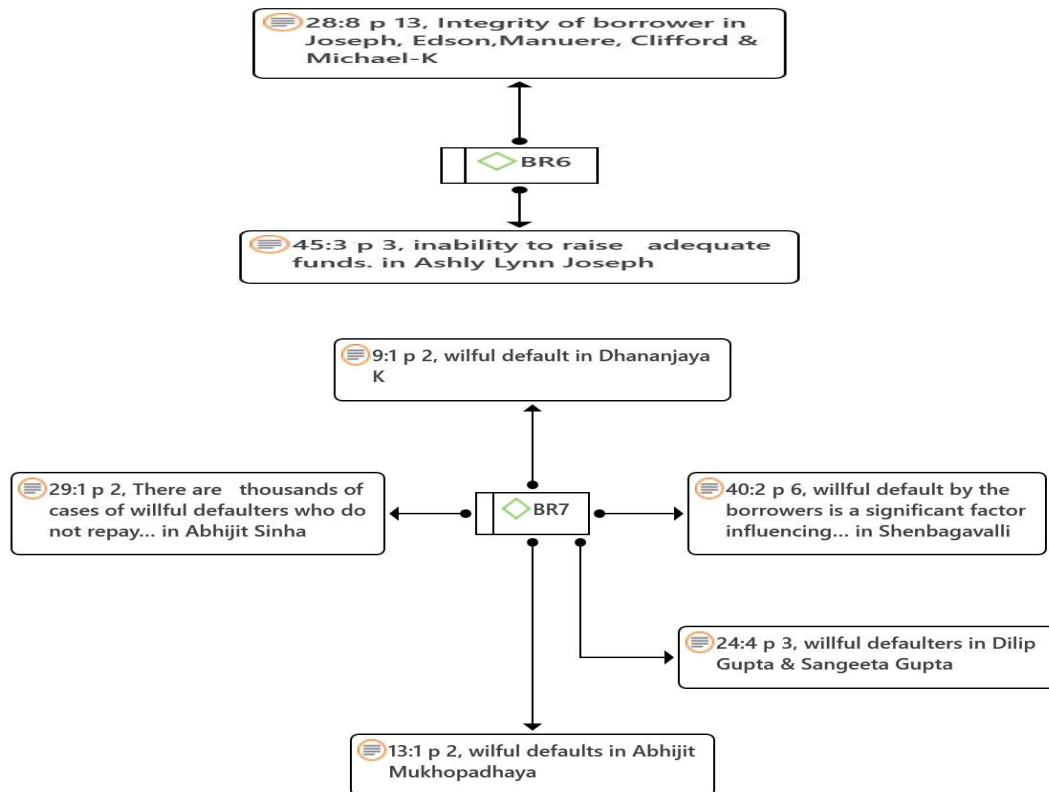 28:8 p 13, Integrity of borrower in
Joseph, Edson,Manuere, Clifford &
Michael-K
BR6
45:3 p 3, inability to raise adequate
funds. in Ashly Lynn Joseph
9:1 p 2, wilful default in Dhananjaya
K
29:1 p 2, There are thousands of
cases of willful defaulters who do
not repay... in Abhijit Sinha
BR7
40:2 p 6, willful default by the
borrowers is a significant factor
influencing... in Shenbagavalli
24:4 p 3, willful defaulters in Dilip
Gupta & Sangeeta Gupta
13:1 p 2, wilful defaults in Abhijit
Mukhopadhaya